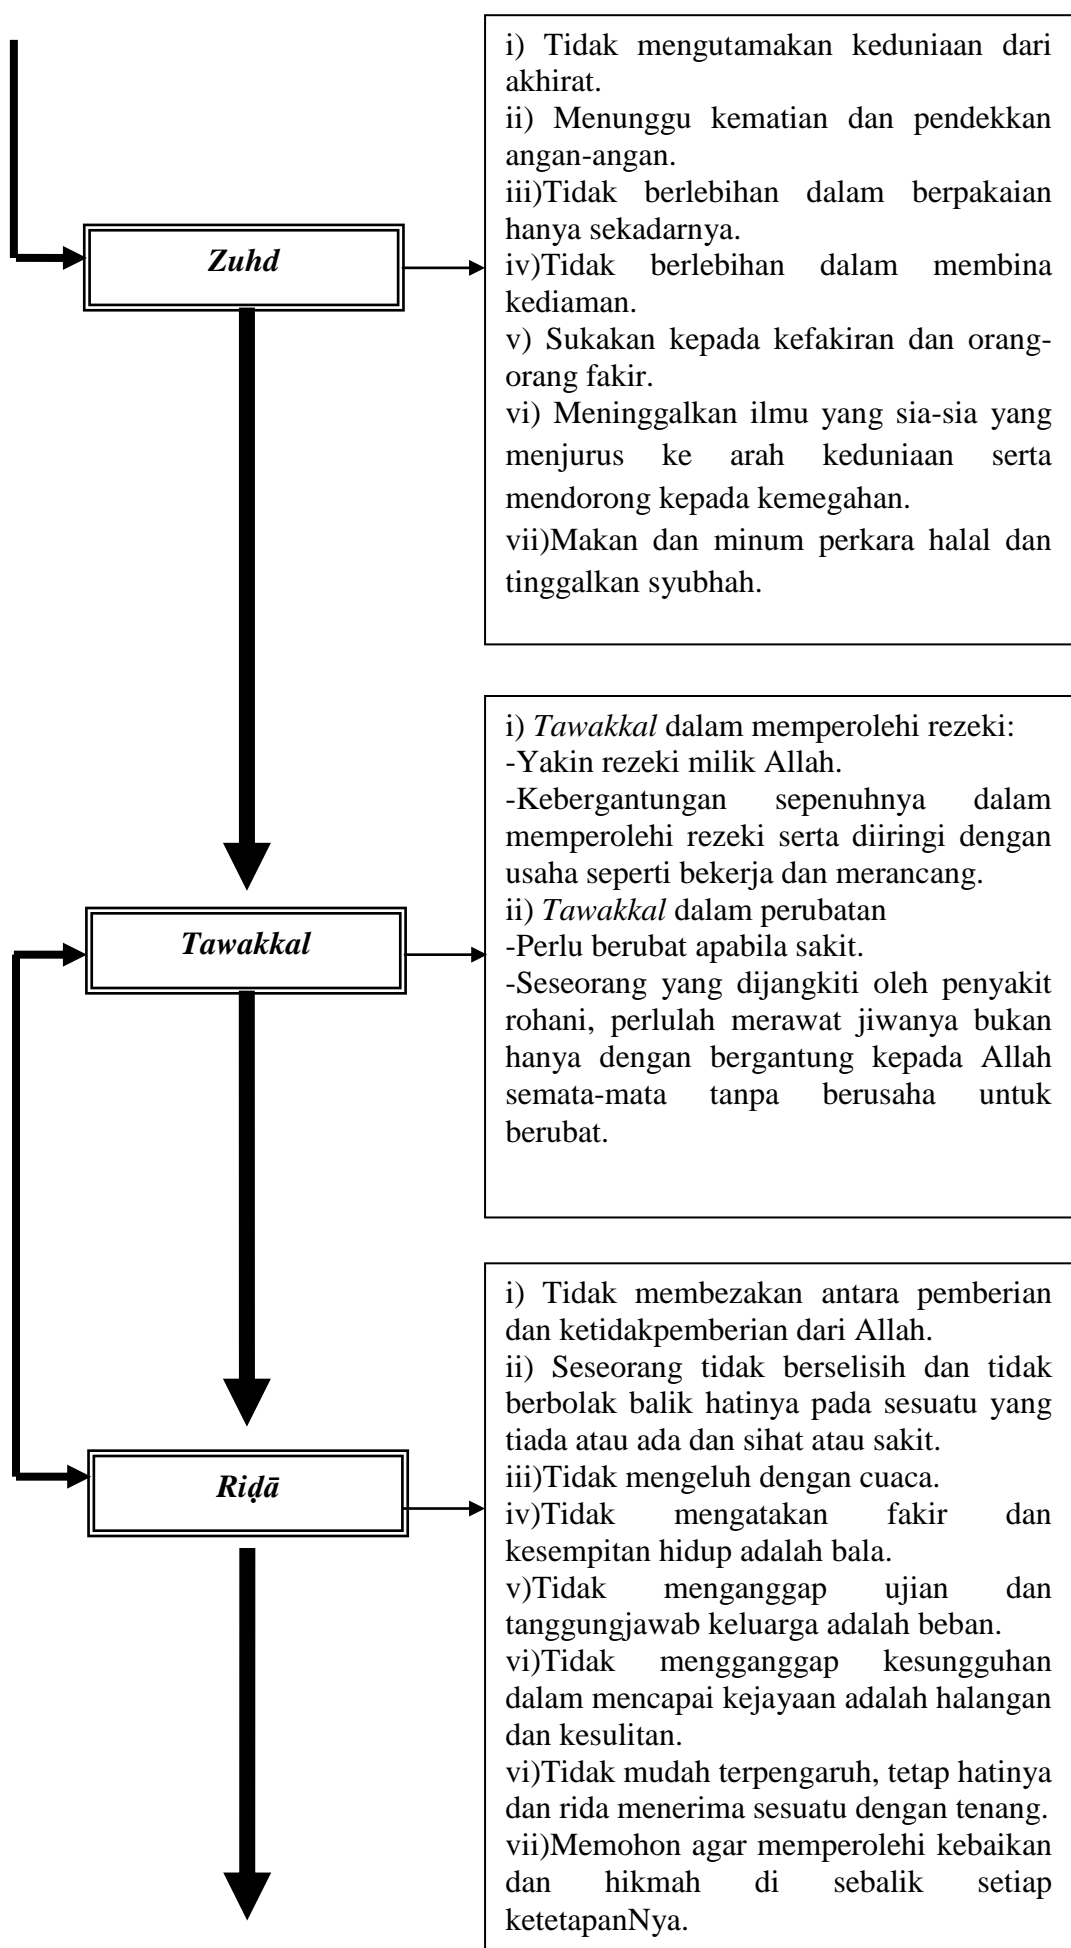 i) Tidak mengutamakan keduniaan dari
akhirat.
ii) Menunggu kematian dan pendekkan
angan-angan.
iii)Tidak berlebihan dalam berpakaian
hanya sekadarnya.
iv)Tidak berlebihan dalam membina
kediaman.
v) Sukakan kepada kefakiran dan orang-
orang fakir.
vi) Meninggalkan ilmu yang sia-sia yang
menjurus ke arah keduniaan serta
mendorong kepada kemegahan.
vii)Makan dan minum perkara halal dan
tinggalkan syubhah.
Zuhd
i) Tawakkal dalam memperolehi rezeki:
-Yakin rezeki milik Allah.
-Kebergantungan sepenuhnya dalam
memperolehi rezeki serta diiringi dengan
usaha seperti bekerja dan merancang.
ii) Tawakkal dalam perubatan
-Perlu berubat apabila sakit.
-Seseorang yang dijangkiti oleh penyakit
rohani, perlulah merawat jiwanya bukan
hanya dengan bergantung kepada Allah
semata-mata tanpa berusaha untuk
berubat.
Tawakkal
i) Tidak membezakan antara pemberian
dan ketidakpemberian dari Allah.
ii) Seseorang tidak berselisih dan tidak
berbolak balik hatinya pada sesuatu yang
tiada atau ada dan sihat atau sakit.
iii)Tidak mengeluh dengan cuaca.
iv)Tidak mengatakan fakir dan
kesempitan hidup adalah bala.
v)Tidak menganggap ujian dan
tanggungjawab keluarga adalah beban.
vi)Tidak mengganggap kesungguhan
dalam mencapai kejayaan adalah halangan
dan kesulitan.
vi)Tidak mudah terpengaruh, tetap hatinya
dan rida menerima sesuatu dengan tenang.
vii)Memohon agar memperolehi kebaikan
dan hikmah di sebalik setiap
ketetapanNya.
Riḍā